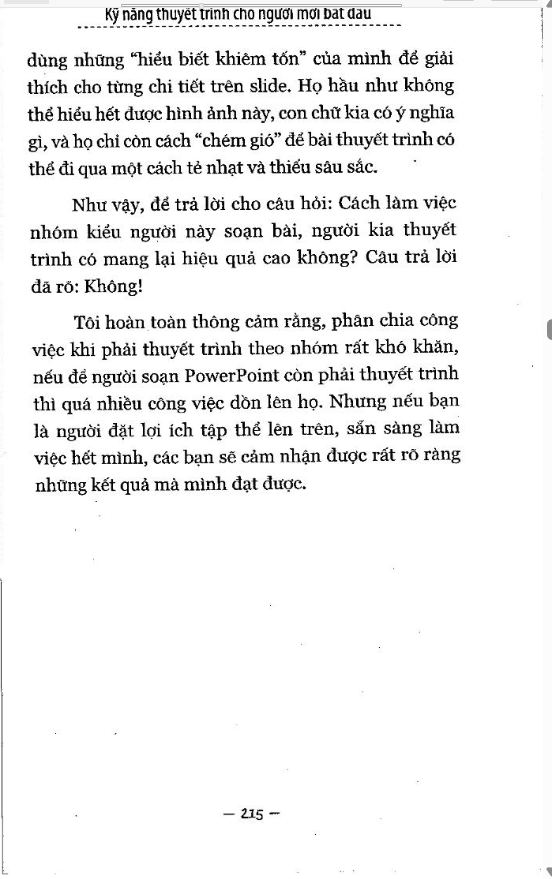 Kỹ năng thuyết trình cho người mới bắt đầu
dùng những “hiểu biết khiêm tốn” của mình để giải
thích cho từng chi tiết trên slide. Họ hầu như không
thể hiểu hết được hình ảnh này, con chữ kia có ý nghĩa
gì, và họ chỉ còn cách “chém gió” để bài thuyết trình có
thể đi qua một cách tẻ nhạt và thiếu sâu sắc.
Như vậy, để trả lời cho câu hỏi: Cách làm việc
nhóm kiểu người này soạn bài, người kia thuyết
trình có mang lại hiệu quả cao không? Câu trả lời
đã rõ: Không!
Tôi hoàn toàn thông cảm rằng, phân chia công
việc khi phải thuyết trình theo nhóm rất khó khăn,
nếu để người soạn PowerPoint còn phải thuyết trình
thì quá nhiều công việc dồn lên họ. Nhưng nếu bạn
là người đặt lợi ích tập thể lên trên, sẵn sàng làm
việc hết mình, các bạn sẽ cảm nhận được rất rõ ràng
những kết quả mà mình đạt được.
– 215 –